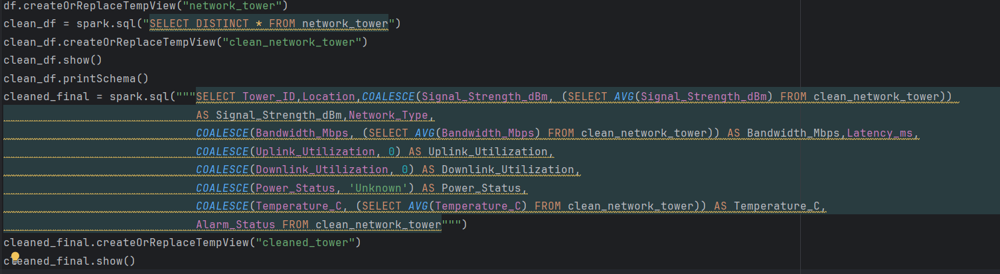 df.createOrReplaceTempView("network_tower")
clean_df = spark.sql("SELECT DISTINCT * FROM network_tower")
clean_df.createOrReplaceTempView("clean_network_tower")
clean_df.show()
clean_df.printSchema()
cleaned_final = spark.sql("""SELECT Tower_ID,Location,COALESCE(Signal_Strength_dBm, (SELECT AVG(Signal_Strength_dBm) FROM clean_network_tower))
AS Signal_Strength_dBm,Network_Type,
COALESCE(Bandwidth_Mbps, (SELECT AVG(Bandwidth_Mbps) FROM clean_network_tower)) AS Bandwidth_Mbps,Latency_ms,
COALESCE(Uplink_Utilization, 0) AS Uplink_Utilization,
COALESCE(Downlink_Utilization, 0) AS Downlink_Utilization,
COALESCE(Power_Status, 'Unknown') AS Power_Status,
COALESCE(Temperature_C, (SELECT AVG(Temperature_C) FROM clean_network_tower)) AS Temperature_C,
Alarm_Status FROM clean_network_tower""")
cleaned_final.createOrReplaceTempView("cleaned_tower")
cleaned_final.show()